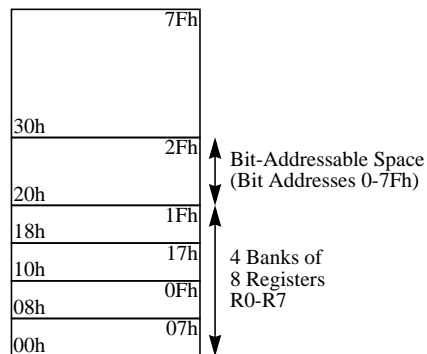 7Fh
30h
2Fh
Bit-Addressable Space
(Bit Addresses 0-7Fh)
20h
1Fh
18h
17h
4 Banks of
10h
8 Registers
0Fh
R0-R7
08h
07h
00h